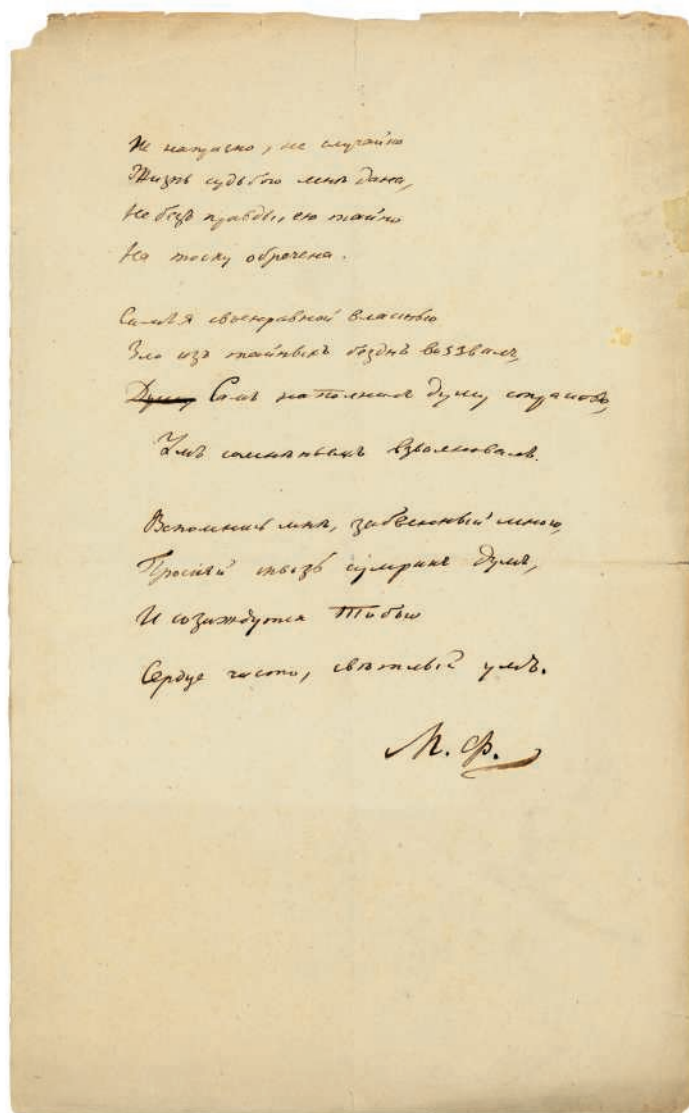 Не напрасно, не случайно
Жизнь судьбою мнѣ дана,
Не безъ правды, ею тайно
На тоску обречена.
Самъ я своенравной властью
Зло изъ тайныхъ безднъ воззвалъ,
Душу Самъ наполнилъ душу страстью,
Умъ сомнѣньемъ взволновалъ.
Вспомнись мнѣ, забвенный мною,
Просіяй сквозь сумракъ думъ,
И созиждутся Тобою
Сердце чисто, свѣтлый умъ.
М. Ф.